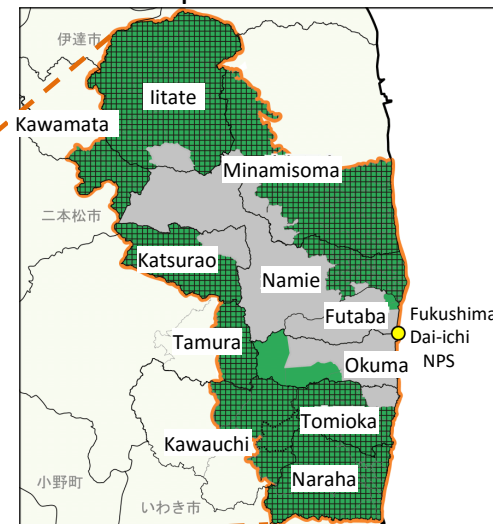 伊達市
Iitate
Kawamata
Minamisoma
二本松市
Katsurao
Namie
Futaba
Fukushima
Dai-ichi
NPS
Tamura
Okuma
Tomioka
Kawauchi
Naraha
小野町
いわき市